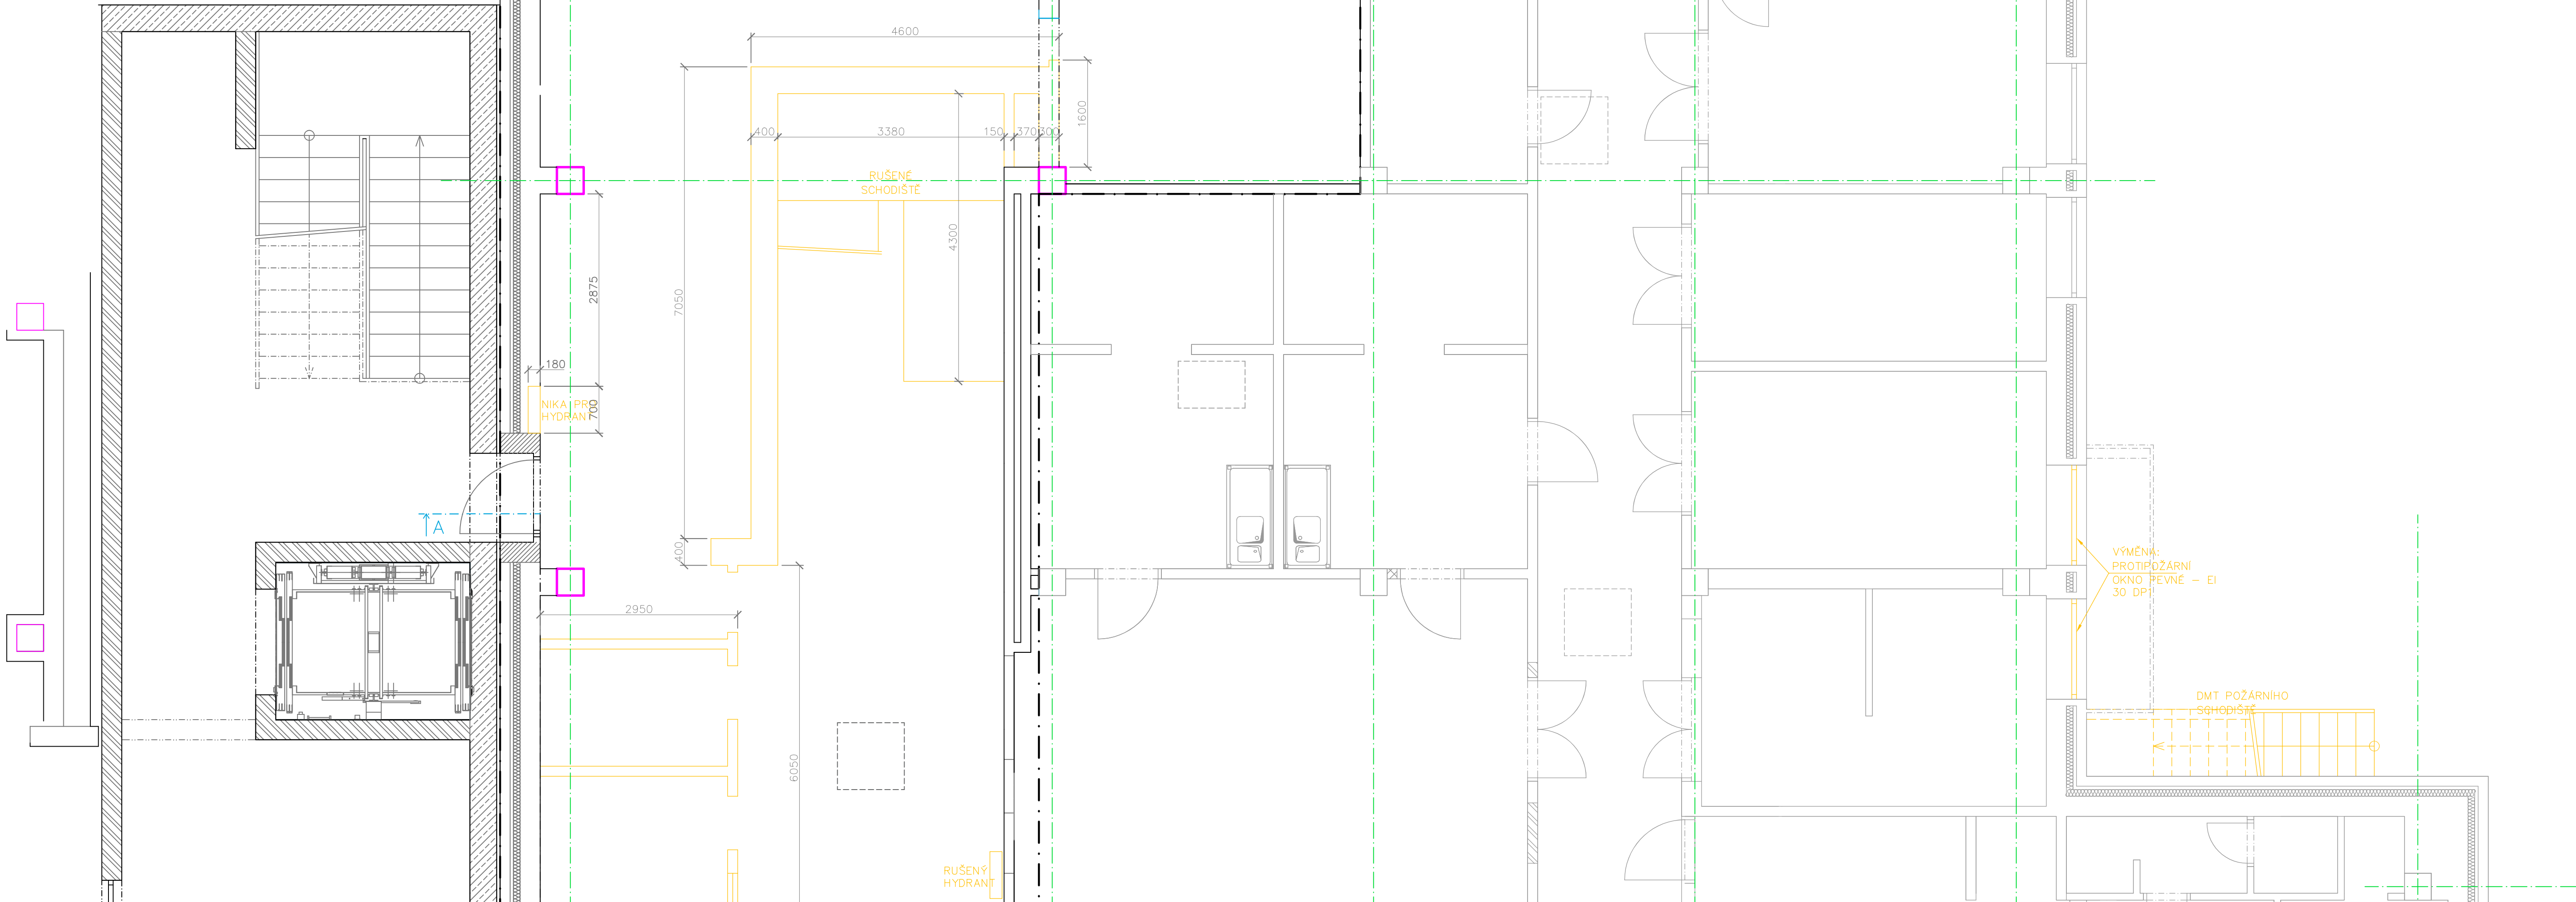 4600
7050
400
3380
150
370
300
1600
RUŠENÉ
SCHODIŠTĚ
4300
2875
180
NIKA PRO
HYDRANT
700
A
400
2950
6050
RUŠENÝ
HYDRANT
VÝMĚNA:
PROTIPOŽÁRNÍ
OKNO PEVNÉ – EI
30 DP1
DMT POŽÁRNÍHO
SCHODIŠTĚ